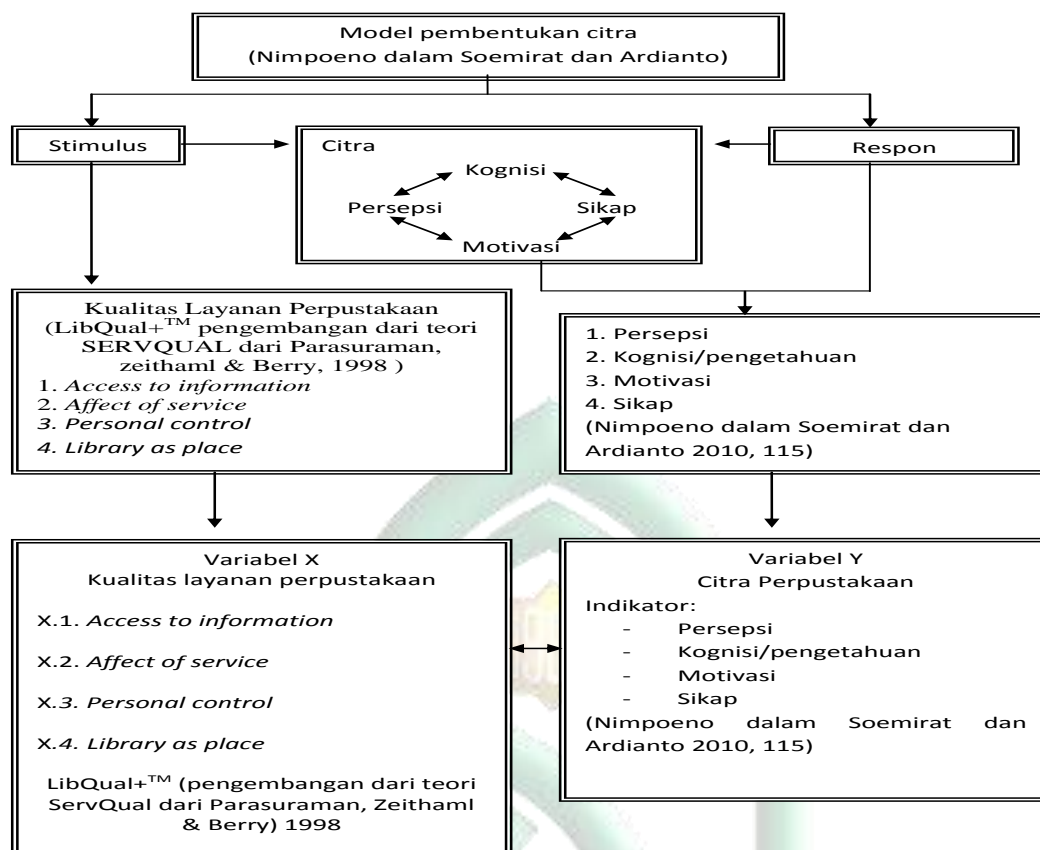 Model pembentukan citra
(Nimpoeno dalam Soemirat dan Ardianto)
Stimulus
Citra
Kognisi
Persepsi
Sikap
Motivasi
Respon
Kualitas Layanan Perpustakaan
(LibQual+TM pengembangan dari teori
SERVQUAL dari Parasuraman,
zeithaml & Berry, 1998 )
1. Access to information
2. Affect of service
3. Personal control
4. Library as place
1. Persepsi
2. Kognisi/pengetahuan
3. Motivasi
4. Sikap
(Nimpoeno dalam Soemirat dan
Ardianto 2010, 115)
Variabel X
Kualitas layanan perpustakaan
X.1. Access to information
X.2. Affect of service
X.3. Personal control
X.4. Library as place
LibQual+TM (pengembangan dari teori
ServQual dari Parasuraman, Zeithaml
& Berry) 1998
Variabel Y
Citra Perpustakaan
Indikator:
- Persepsi
- Kognisi/pengetahuan
- Motivasi
- Sikap
(Nimpoeno dalam Soemirat dan
Ardianto 2010, 115)